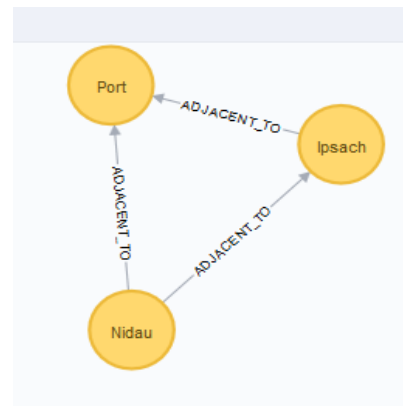 Port
ADJACENT_TO
Ipsach
ADJACENT_TO
ADJACENT_TO
Nidau